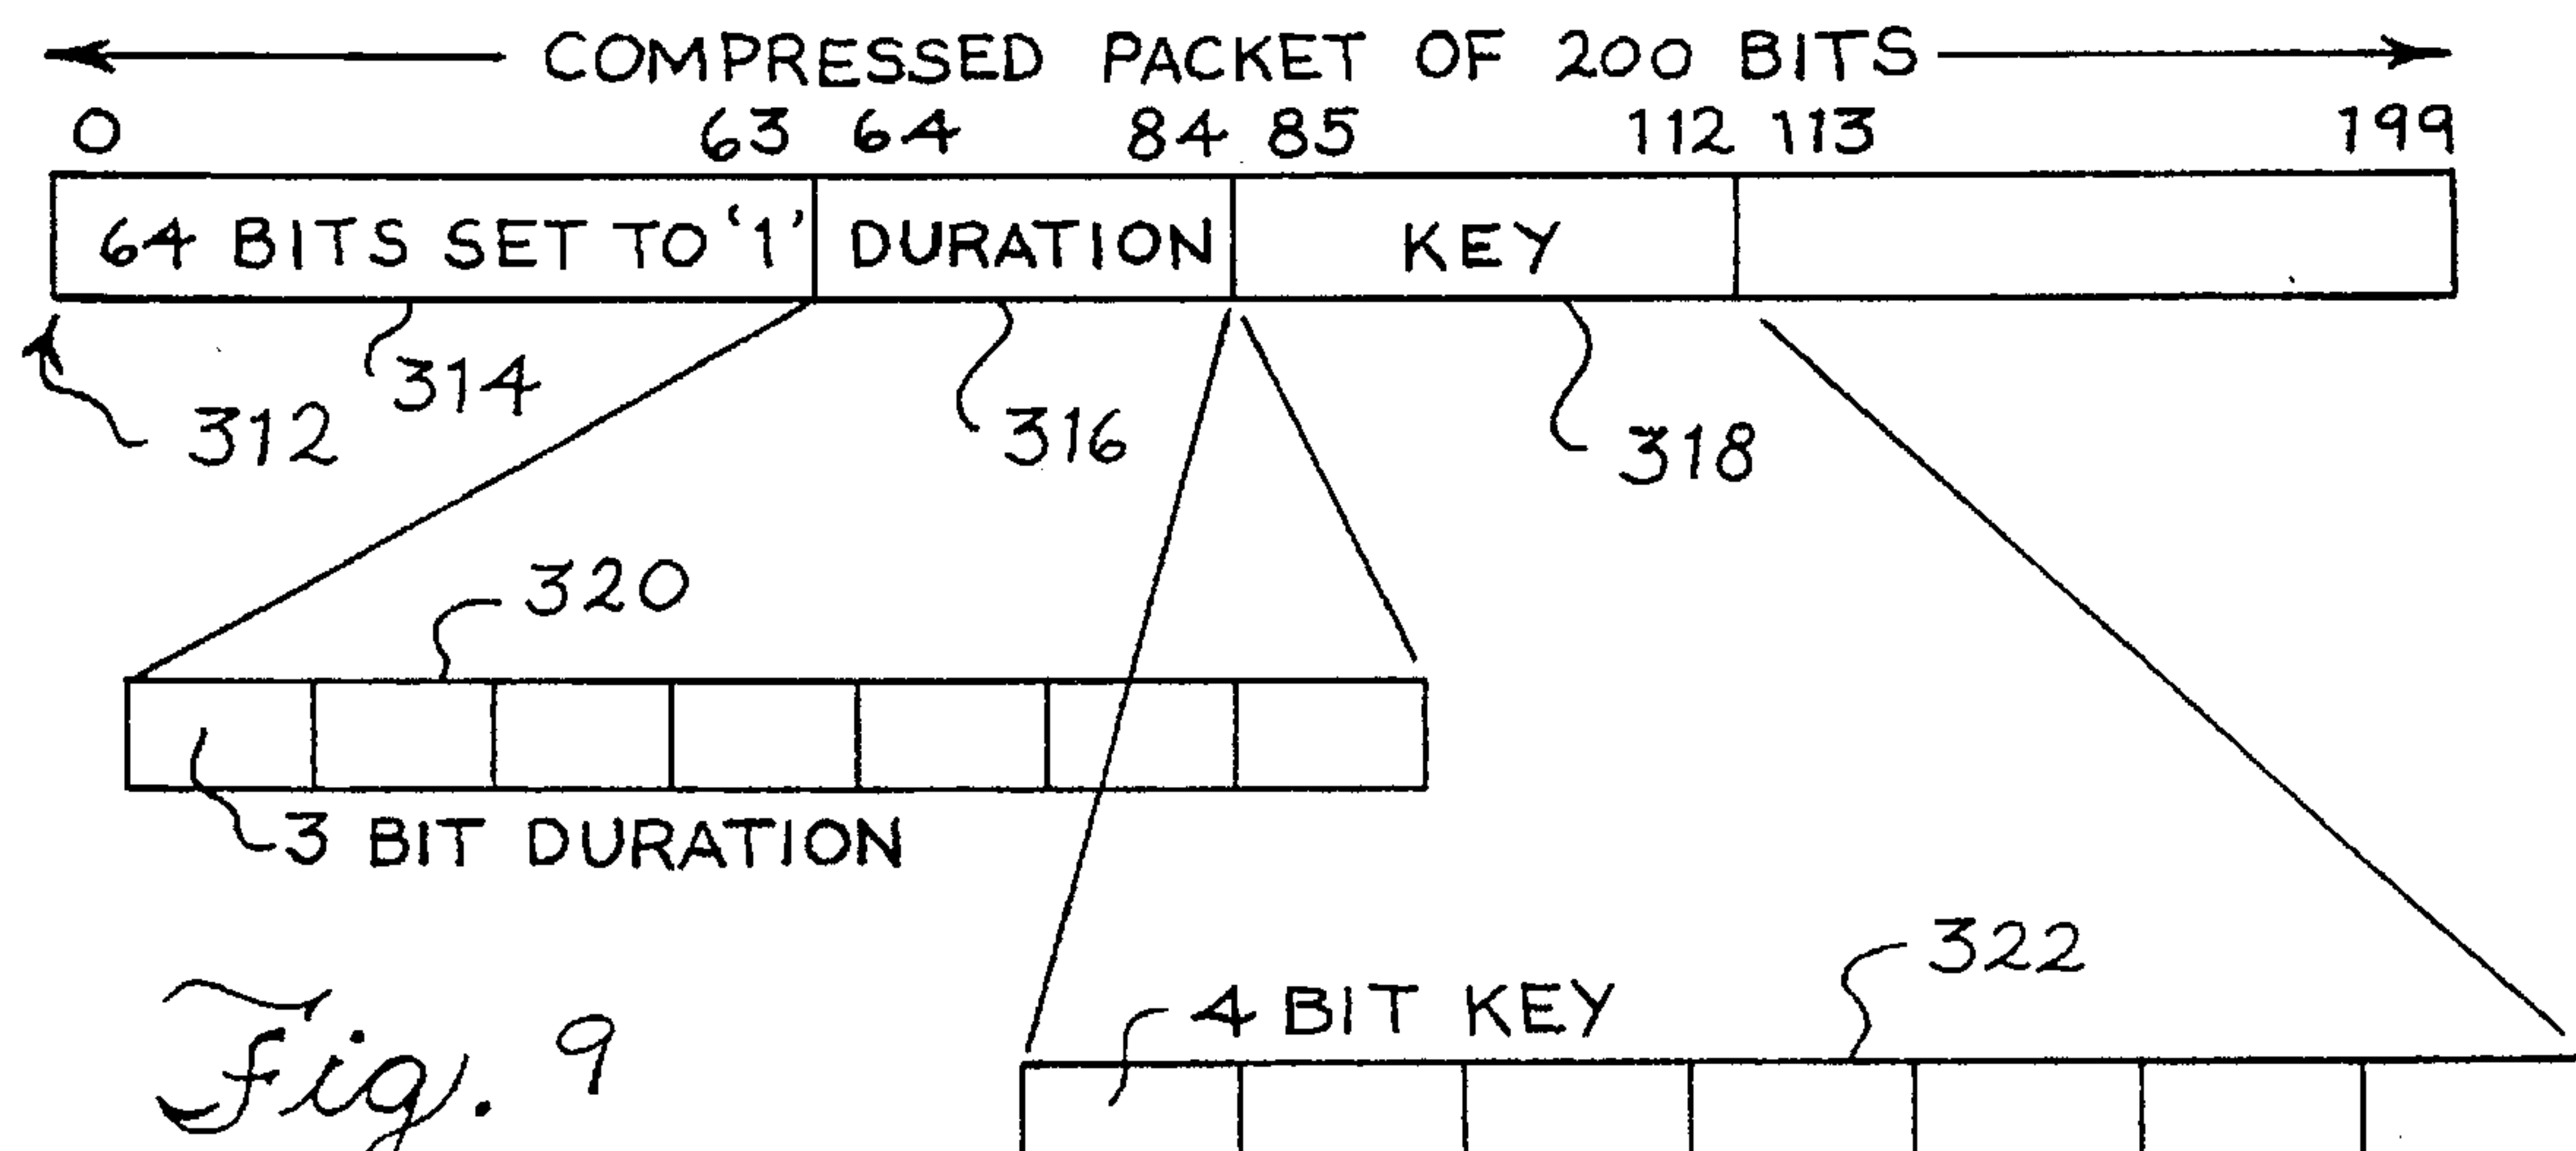 COMPRESSED PACKET OF 200 BITS
0 63 64 84 85 112 113 199
64 BITS SET TO '1' DURATION KEY
314
312 316 318
320
3 BIT DURATION
322
4 BIT KEY
Fig. 9